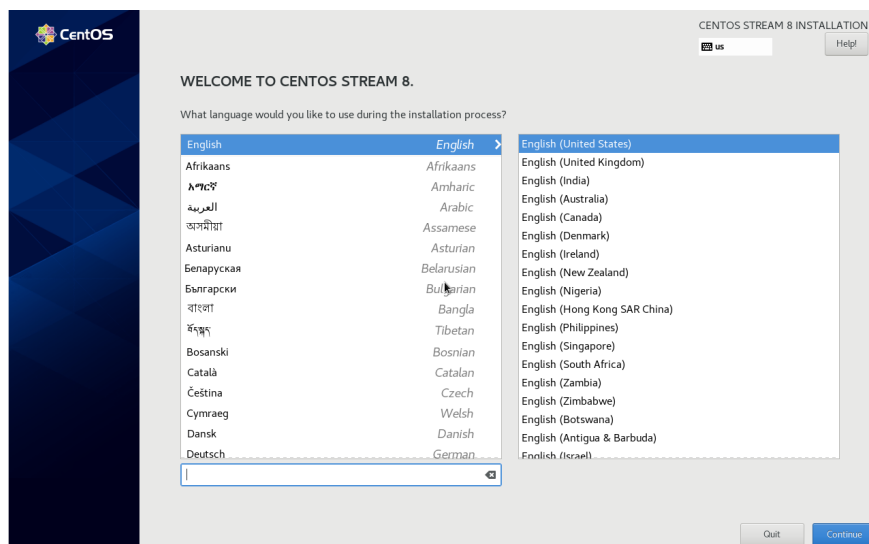 CentOS
CENTOS STREAM 8 INSTALLATION
us
Help!
WELCOME TO CENTOS STREAM 8.
What language would you like to use during the installation process?
English English
Afrikaans Afrikaans
አማርኛ Amharic
العربية Arabic
অসমীয়া Assamese
Asturianu Asturian
Беларуская Belarusian
Български Bulgarian
বাংলা Bangla
བོད་སྐད་ Tibetan
Bosanski Bosnian
Català Catalan
Čeština Czech
Cymraeg Welsh
Dansk Danish
Deutsch German
English (United States)
English (United Kingdom)
English (India)
English (Australia)
English (Canada)
English (Denmark)
English (Ireland)
English (New Zealand)
English (Nigeria)
English (Hong Kong SAR China)
English (Philippines)
English (Singapore)
English (South Africa)
English (Zambia)
English (Zimbabwe)
English (Botswana)
English (Antigua & Barbuda)
English (Israel)
Quit
Continue